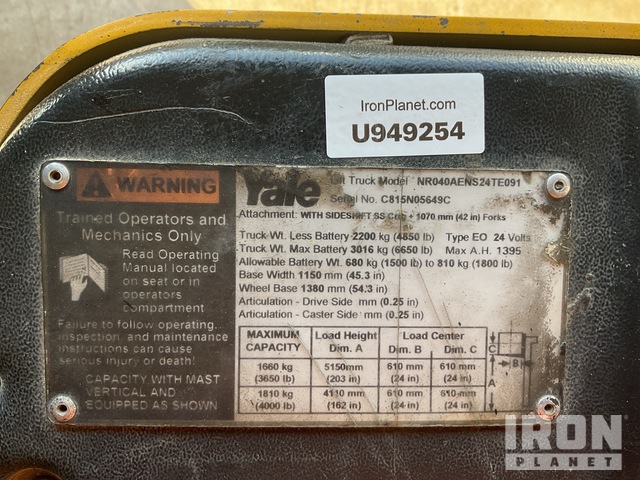 IronPlanet.com
U949254
WARNING
Trained Operators and
Mechanics Only
Read Operating
Manual located
on seat or in
operators
compartment
Failure to follow operating,
inspection, and maintenance
instructions can cause
serious injury or death!
CAPACITY WITH MAST
VERTICAL AND
EQUIPPED AS SHOWN
Yale
Lift Truck Model NR040AENS24TE091
Serial No. C815N05649C
Attachment: WITH SIDESHIFT SS + 1070 mm (42 in) Forks
Truck Wt. Less Battery 2200 kg (4850 lb) Type EO 24 Volts
Truck Wt. Max Battery 3016 kg (6650 lb) Max A.H. 1395
Allowable Battery Wt. 680 kg (1500 lb) to 810 kg (1800 lb)
Base Width 1150 mm (45.3 in)
Wheel Base 1380 mm (54.3 in)
Articulation - Drive Side mm (0.25 in)
Articulation - Caster Side mm (0.25 in)
MAXIMUM CAPACITY Load Height Dim. A Load Center Dim. B Dim. C
1660 kg 5150mm 610 mm 610 mm
(3650 lb) (203 in) (24 in) (24 in)
1810 kg 4110 mm 610 mm 610 mm
(4000 lb) (162 in) (24 in) (24 in)
C
B
A
IRON
PLANET